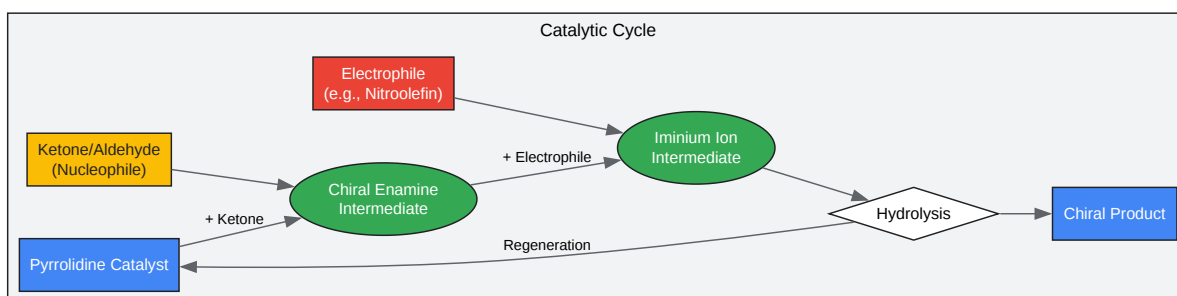 Catalytic Cycle
Electrophile
(e.g., Nitroolefin)
Iminium Ion
Intermediate
Ketone/Aldehyde
(Nucleophile)
+ Electrophile
Chiral Enamine
Intermediate
+ Ketone
Hydrolysis
Chiral Product
Pyrrolidine Catalyst
Regeneration